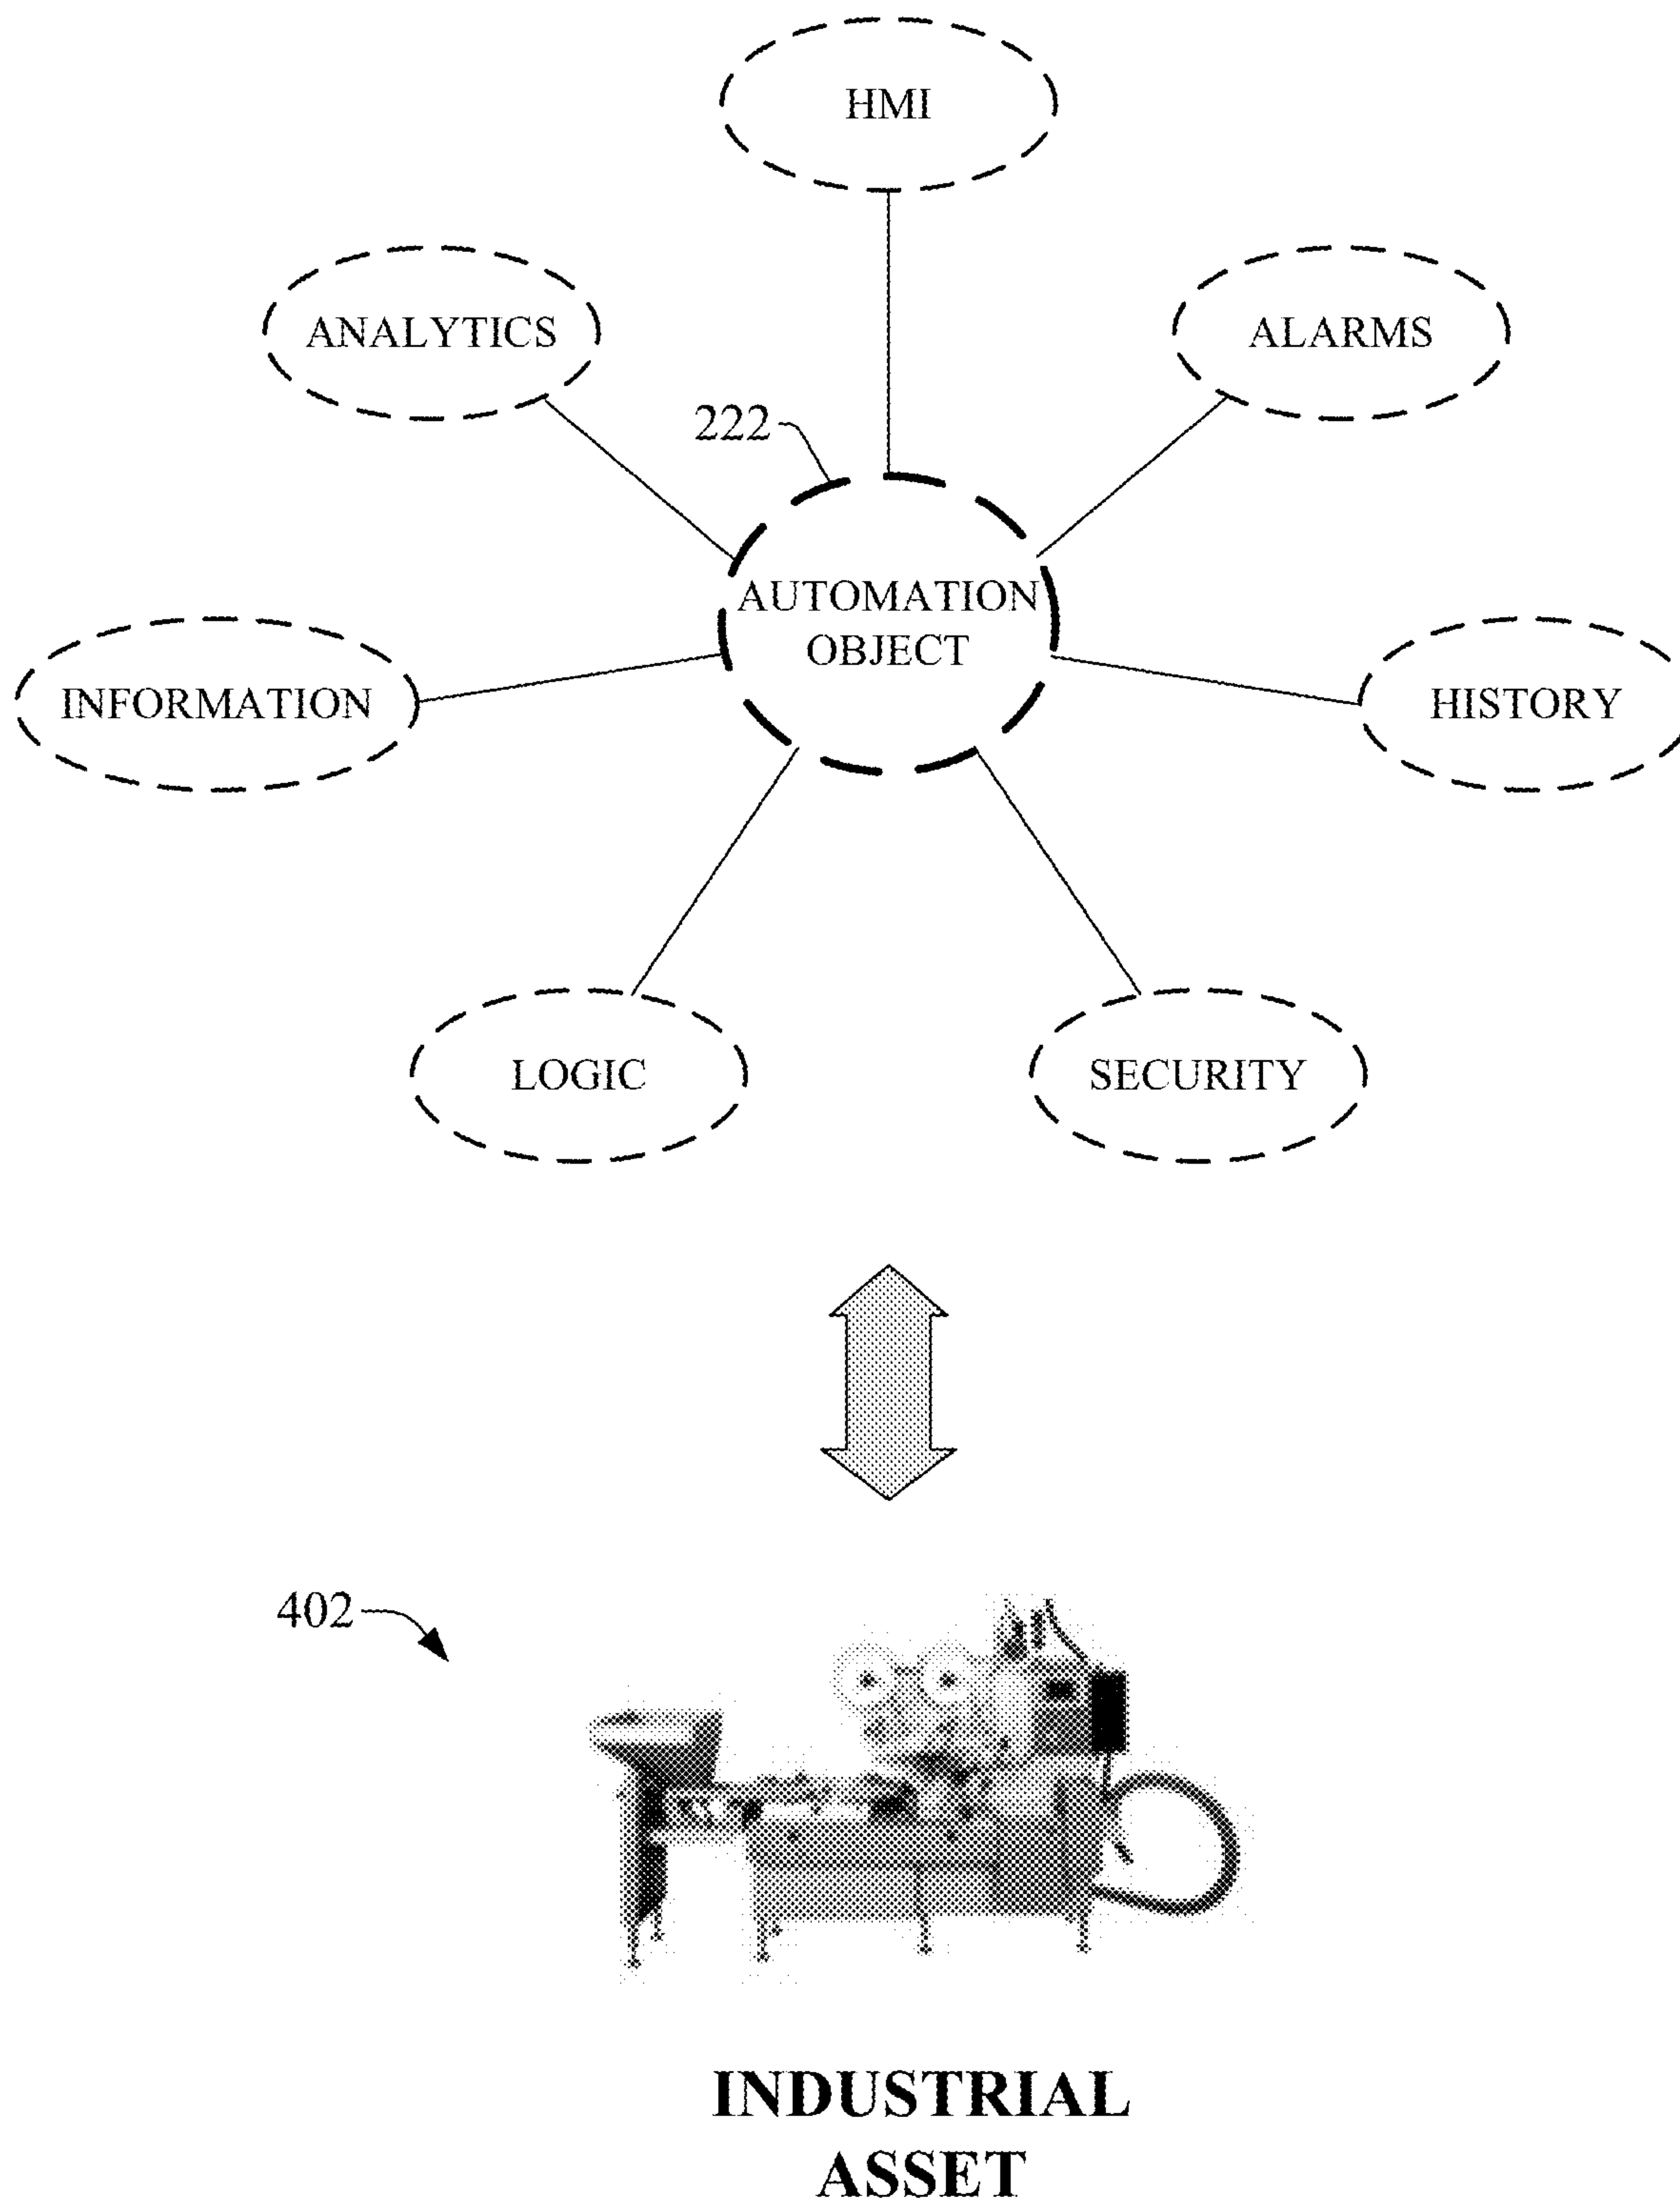 HMI
ANALYTICS
ALARMS
222
AUTOMATION
OBJECT
INFORMATION
HISTORY
LOGIC
SECURITY
402
INDUSTRIAL
ASSET